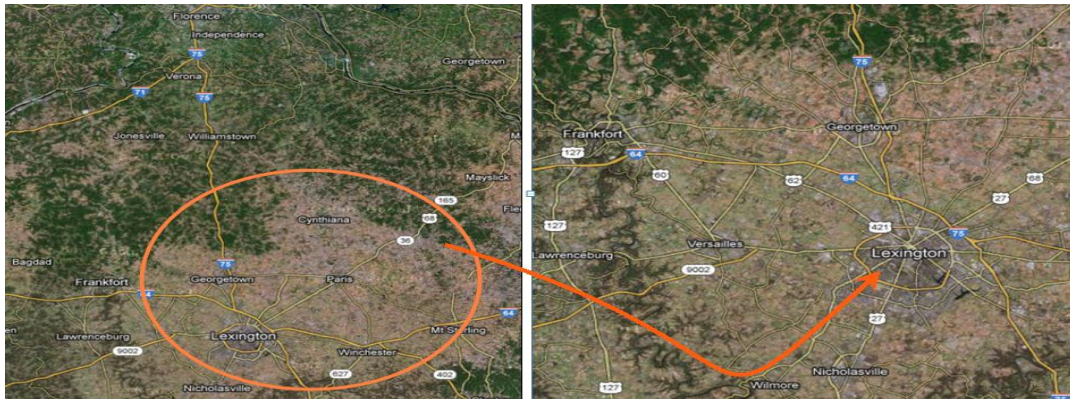 Florence
Independence
75
Georgetown
Verona
71
75
Jonesville
Williamstown
Mayslick
165
Cynthiana
68
36
Bagdad
75
Georgetown
Paris
Frankfort
64
Lawrenceburg
Lexington
Mt Sterling
9002
Winchester
627
402
Nicholasville
75
Georgetown
Frankfort
127
64
60
62
64
68
27
127
421
75
Versailles
Lexington
Lawrenceburg
9002
27
Nicholasville
Wilmore
127
75